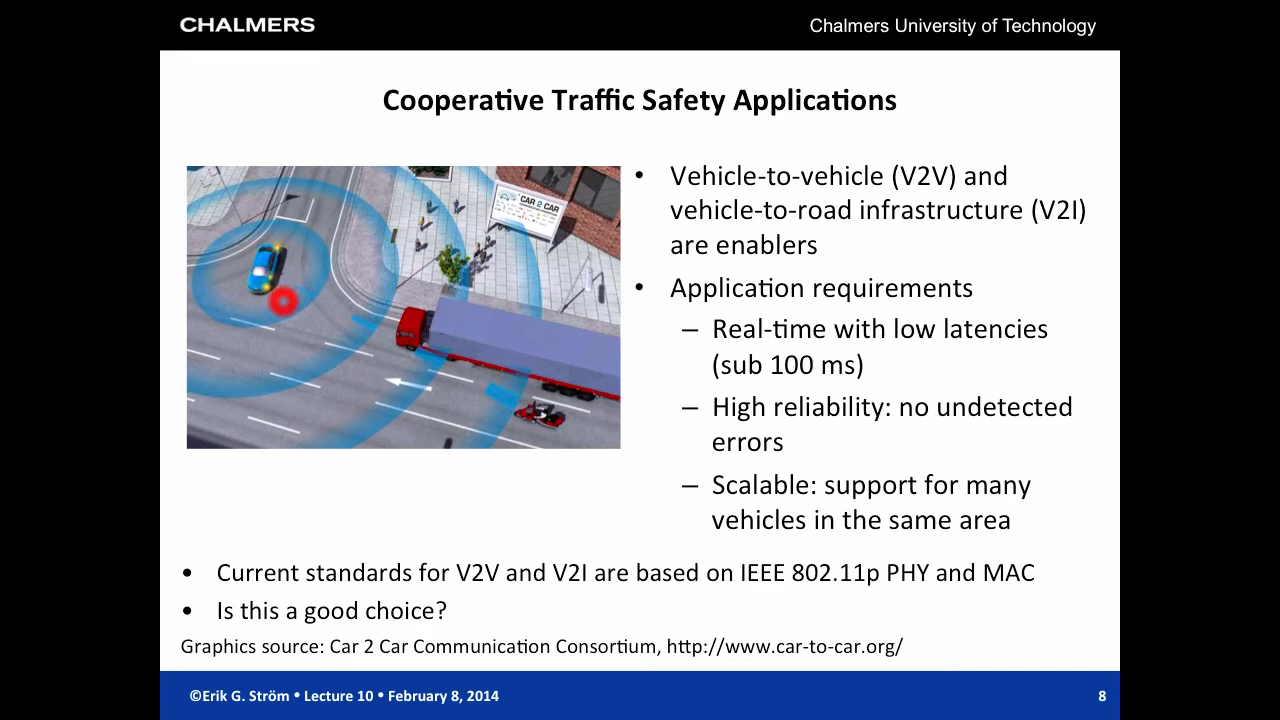 CHALMERS
Chalmers University of Technology
Cooperative Traffic Safety Applications
CAR 2 CAR
• Vehicle-to-vehicle (V2V) and
vehicle-to-road infrastructure (V2I)
are enablers
• Application requirements
– Real-time with low latencies
(sub 100 ms)
– High reliability: no undetected
errors
– Scalable: support for many
vehicles in the same area
• Current standards for V2V and V2I are based on IEEE 802.11p PHY and MAC
• Is this a good choice?
Graphics source: Car 2 Car Communication Consortium, http://www.car-to-car.org/
©Erik G. Ström • Lecture 10 • February 8, 2014
8